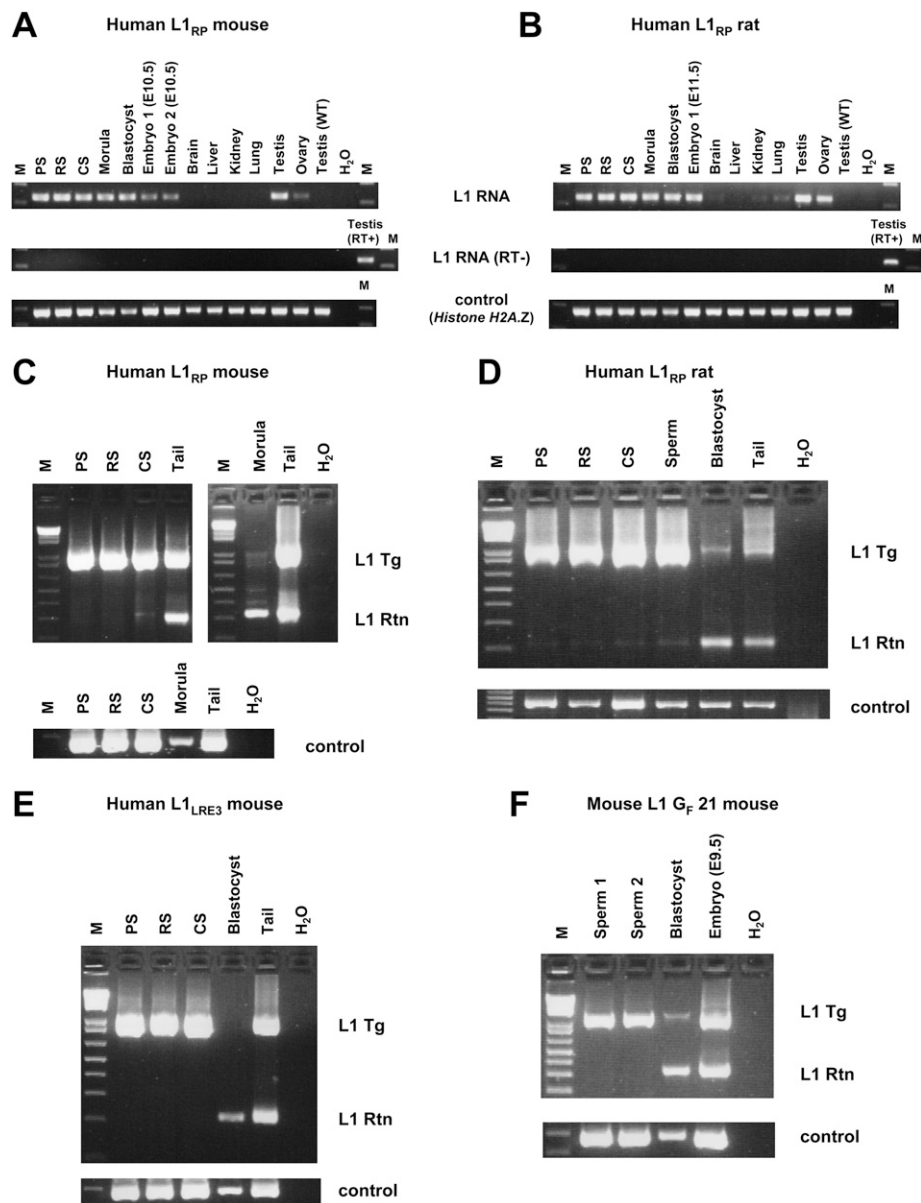 A
Human L1RP mouse
M
PS
RS
CS
Morula
Blastocyst
Embryo 1 (E10.5)
Embryo 2 (E10.5)
Brain
Liver
Kidney
Lung
Testis
Ovary
Testis (WT)
H2O
M
B
Human L1RP rat
M
PS
RS
CS
Morula
Blastocyst
Embryo 1 (E11.5)
Brain
Liver
Kidney
Lung
Testis
Ovary
Testis (WT)
H2O
M
L1 RNA
Testis
(RT+)
M
L1 RNA (RT-)
Testis
(RT+)
M
M
control
(Histone H2A.Z)
M
C
Human L1RP mouse
M
PS
RS
CS
Tail
M
Morula
Tail
H2O
L1 Tg
L1 Rtn
M
PS
RS
CS
Morula
Tail
H2O
control
D
Human L1RP rat
M
PS
RS
CS
Sperm
Blastocyst
Tail
H2O
L1 Tg
L1 Rtn
control
E
Human L1LRE3 mouse
M
PS
RS
CS
Blastocyst
Tail
H2O
L1 Tg
L1 Rtn
control
F
Mouse L1 GF 21 mouse
M
Sperm 1
Sperm 2
Blastocyst
Embryo (E9.5)
H2O
L1 Tg
L1 Rtn
control